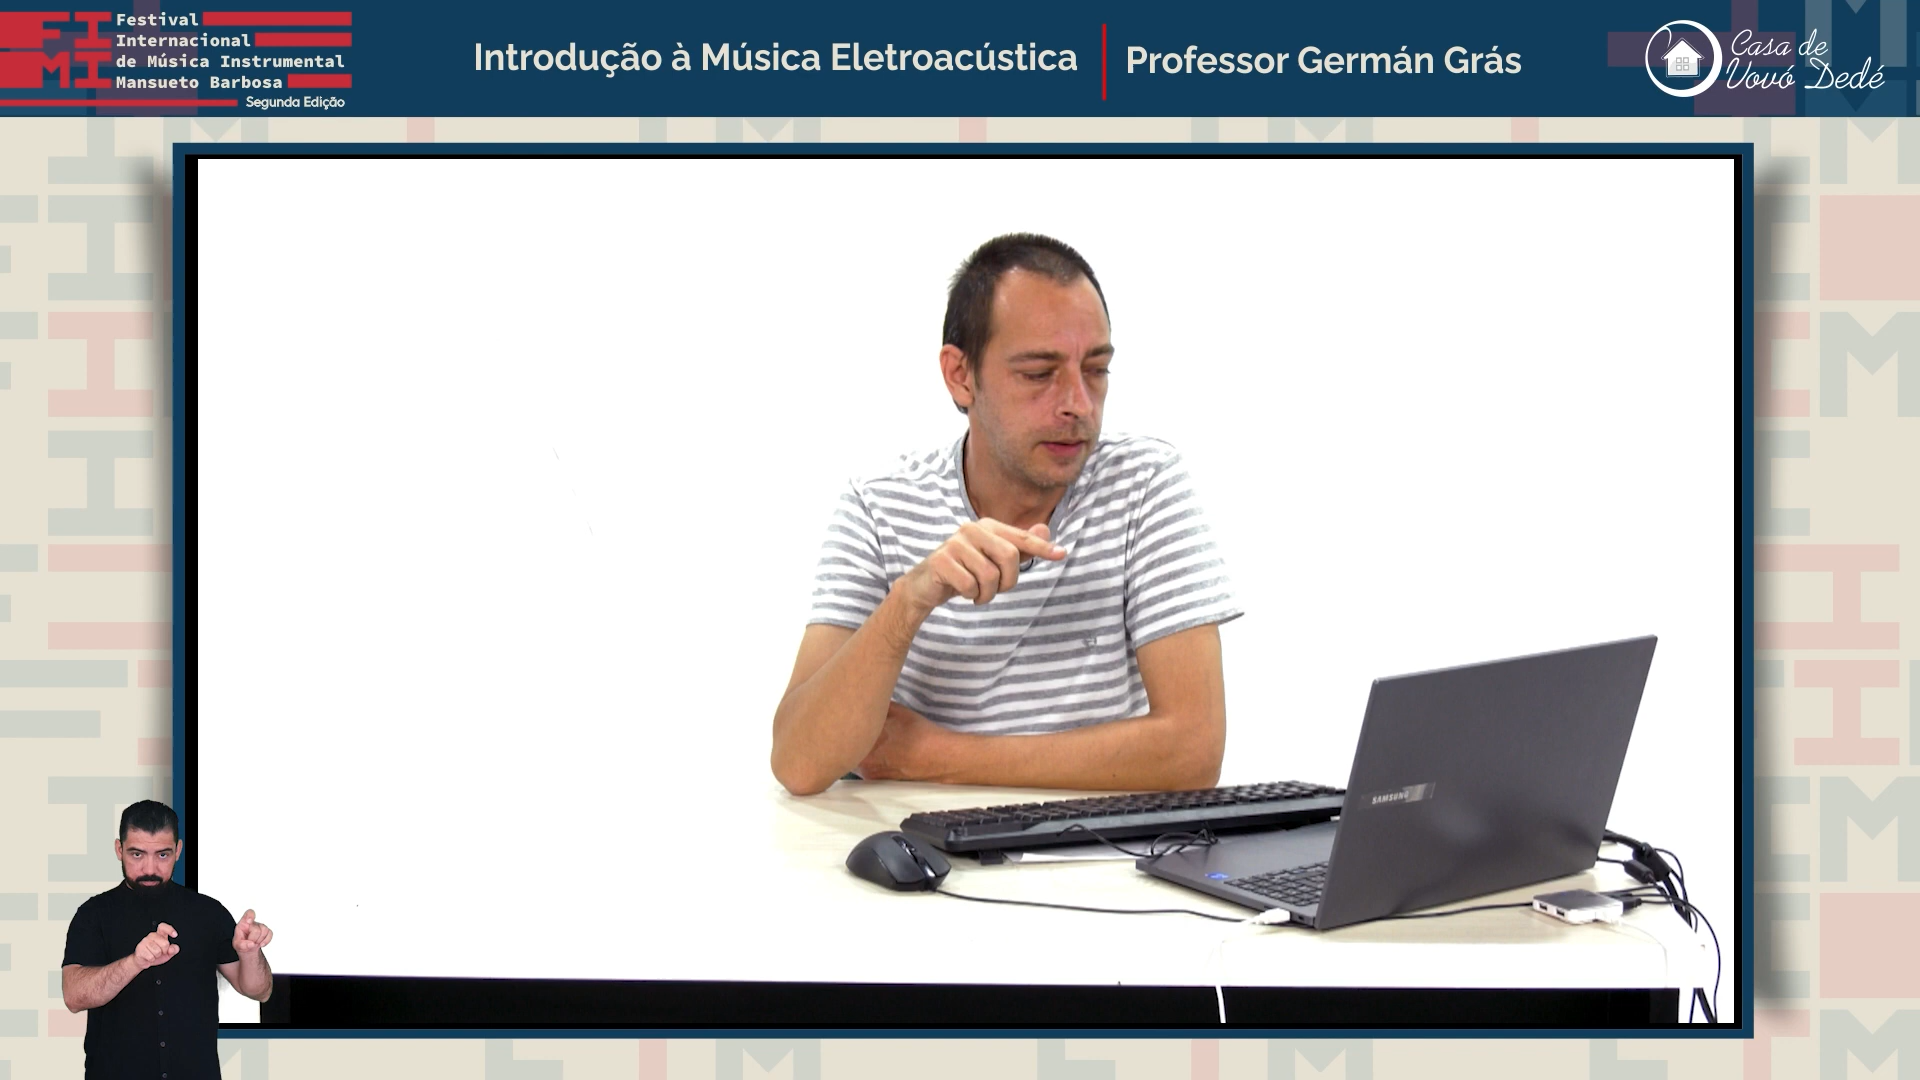 Festival
Internacional
de Música Instrumental
Mansueto Barbosa
Segunda Edição
Introdução à Música Eletroacústica
Professor Germán Grás
Casa de
Vovó Dedé
SAMSUNG